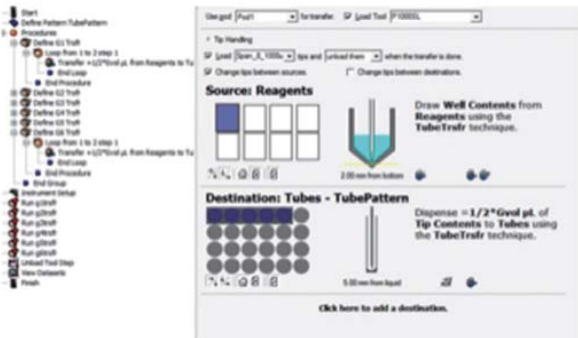 Start
Define Pattern TubePattern
Procedures
Define G1 Trsfr
Loop from 1 to 2 step 1
Transfer =1/2*Gvol µL from Reagents to Tu
End Loop
End Procedure
Define G2 Trsfr
Define G3 Trsfr
Define G4 Trsfr
Define G5 Trsfr
Define G6 Trsfr
Loop from 1 to 2 step 1
Transfer =1/2*Gvol µL from Reagents to Tu
End Loop
End Procedure
End Group
Instrument Setup
Run g1trsfr
Run g2trsfr
Run g3trsfr
Run g4trsfr
Run g5trsfr
Run g6trsfr
Unload Tool Step
View Datasets
Finish
Use pod Pod1 for transfer. Load Tool P1000SL
Tip Handling
Load tips and unload them when the transfer is done.
Change tips between sources. Change tips between destinations.
Source: Reagents
Draw Well Contents from
Reagents using the
TubeTrsfr technique.
2.00 mm from bottom
Destination: Tubes - TubePattern
Dispense =1/2*Gvol µL of
Tip Contents to Tubes using
the TubeTrsfr technique.
5.00 mm from liquid
Click here to add a destination.